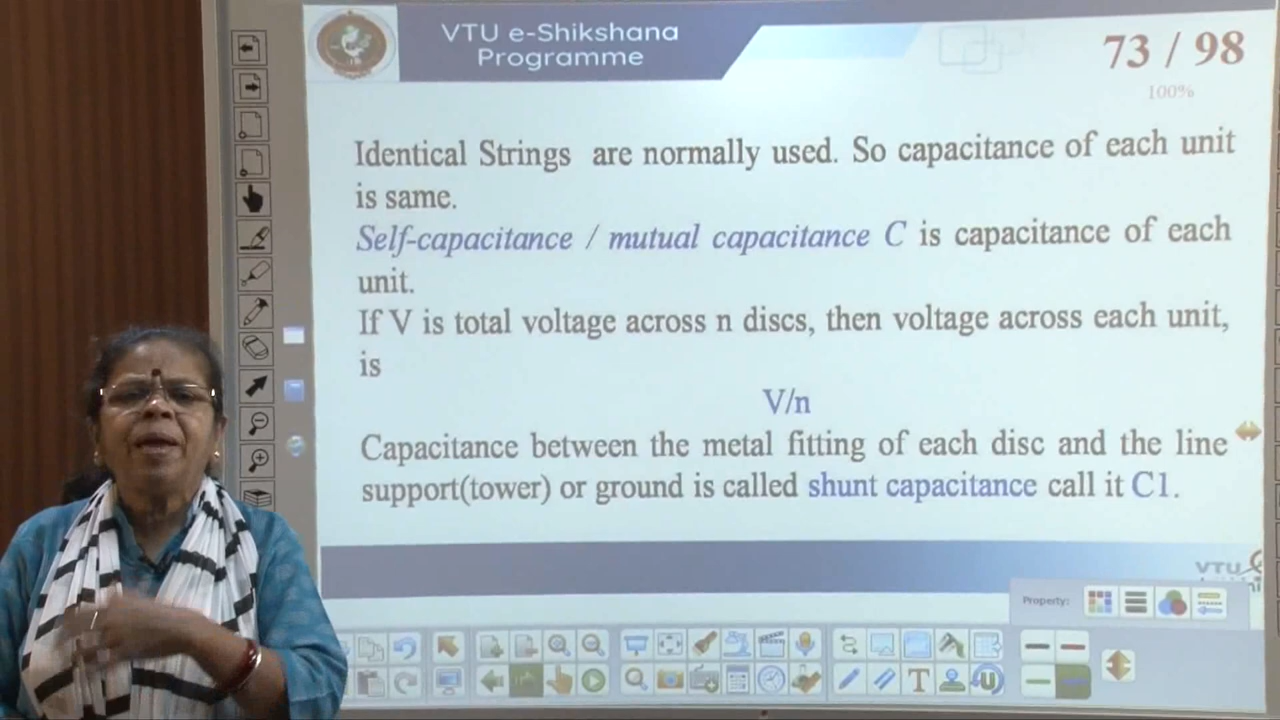 VTU e-Shikshana
Programme
73 / 98
100%
Identical Strings are normally used. So capacitance of each unit
is same.
Self-capacitance / mutual capacitance C is capacitance of each
unit.
If V is total voltage across n discs, then voltage across each unit,
is
V/n
Capacitance between the metal fitting of each disc and the line
support(tower) or ground is called shunt capacitance call it C1.
VTU
Property:
T